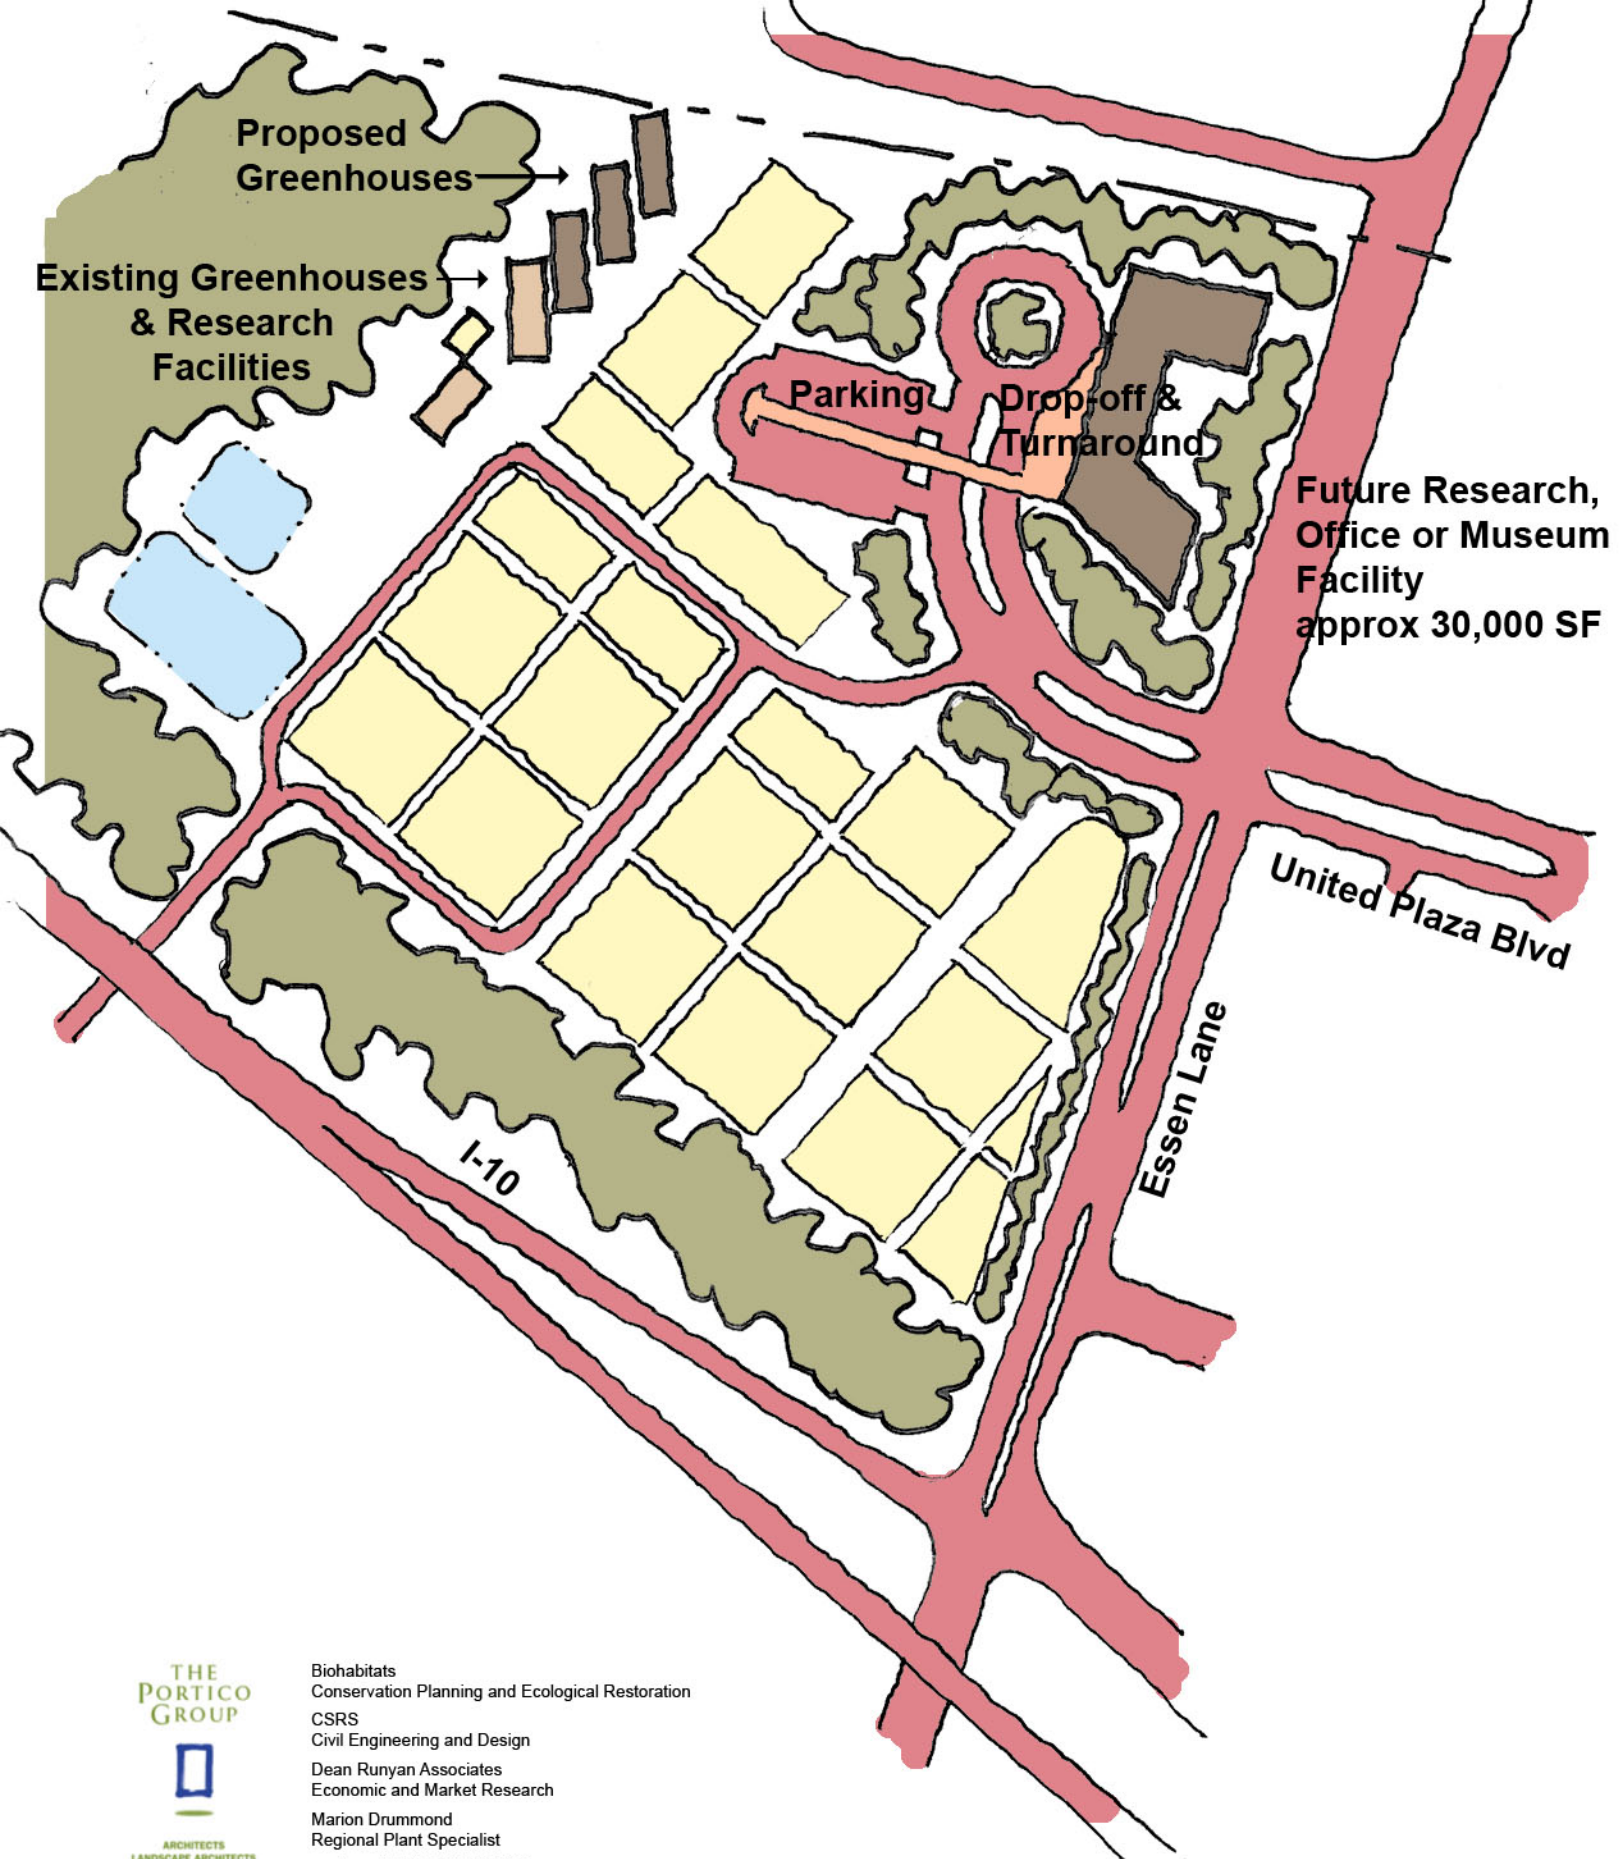 Proposed
Greenhouses
Existing Greenhouses
& Research
Facilities
Parking
Drop-off &
Turnaround
Future Research,
Office or Museum
Facility
approx 30,000 SF
United Plaza Blvd
Essen Lane
I-10
THE
PORTICO
GROUP
ARCHITECTS
LANDSCAPE ARCHITECTS
Biohabitats
Conservation Planning and Ecological Restoration
CSRS
Civil Engineering and Design
Dean Runyan Associates
Economic and Market Research
Marion Drummond
Regional Plant Specialist